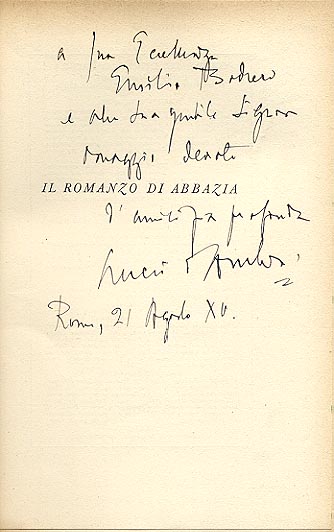 a Sua Eccellenza
Emilio Bodrero
e alla sua gentile Signora
omaggio devoto
IL ROMANZO DI ABBAZIA
d'amicizia profonda
Lucio d'Ambra
Roma, 21 Agosto XV.